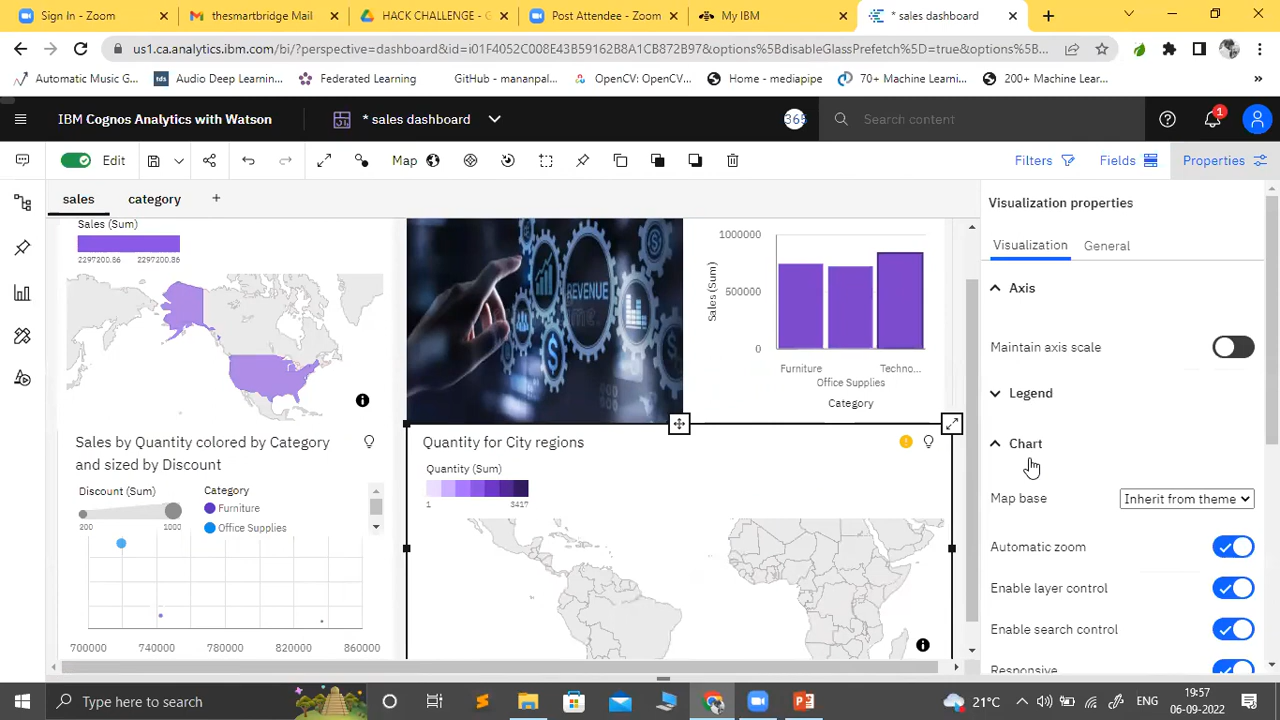 Sign In - Zoom
thesmartbridge Mail
HACK CHALLENGE - G
Post Attendee - Zoom
My IBM
* sales dashboard
us1.ca.analytics.ibm.com/bi/?perspective=dashboard&id=i01F4052C008E43B59162B8A1CB872B97&options%5BdisableGlassPrefetch%5D=true&options%5B...
Automatic Music G...
Audio Deep Learnin...
Federated Learning
GitHub - mananpal...
OpenCV: OpenCV...
Home - mediapipe
70+ Machine Learni...
200+ Machine Lear...
IBM Cognos Analytics with Watson
* sales dashboard
365
Search content
1
Edit
Map
Filters
Fields
Properties
sales
category
Visualization properties
Visualization
General
Sales (Sum)
2297200.86
2297200.86
REVENUE
Sales (Sum)
1000000
500000
0
Furniture
Office Supplies
Techno...
Category
Axis
Maintain axis scale
Legend
Chart
Map base
Inherit from theme
Automatic zoom
Enable layer control
Enable search control
Responsive
Sales by Quantity colored by Category
and sized by Discount
Discount (Sum)
200
1000
Category
Furniture
Office Supplies
700000
740000
780000
820000
860000
Quantity for City regions
Quantity (Sum)
1
3417
Type here to search
21°C
ENG
19:57
06-09-2022